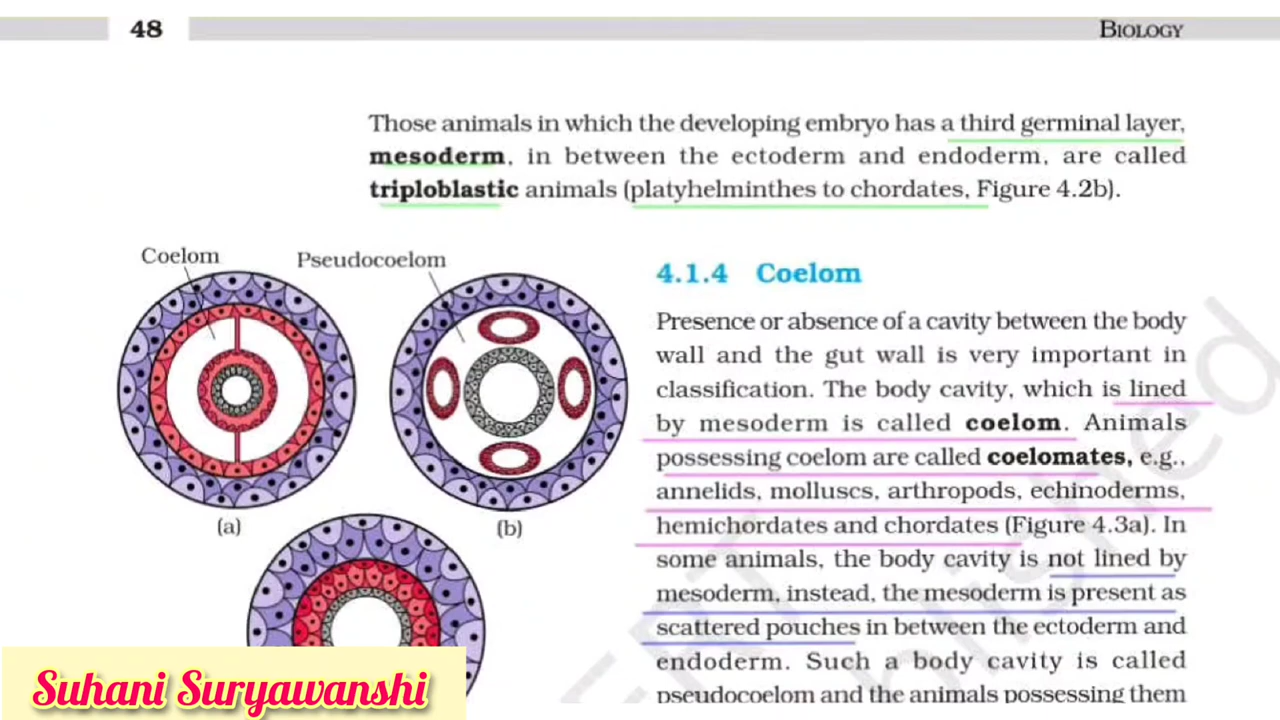 48
BIOLOGY
Those animals in which the developing embryo has a third germinal layer,
mesoderm, in between the ectoderm and endoderm, are called
triploblastic animals (platyhelminthes to chordates, Figure 4.2b).
Coelom
Pseudocoelom
(a)
(b)
4.1.4 Coelom
Presence or absence of a cavity between the body
wall and the gut wall is very important in
classification. The body cavity, which is lined
by mesoderm is called coelom. Animals
possessing coelom are called coelomates, e.g.,
annelids, molluscs, arthropods, echinoderms,
hemichordates and chordates (Figure 4.3a). In
some animals, the body cavity is not lined by
mesoderm, instead, the mesoderm is present as
scattered pouches in between the ectoderm and
endoderm. Such a body cavity is called
pseudocoelom and the animals possessing them
Suhani Suryawanshi